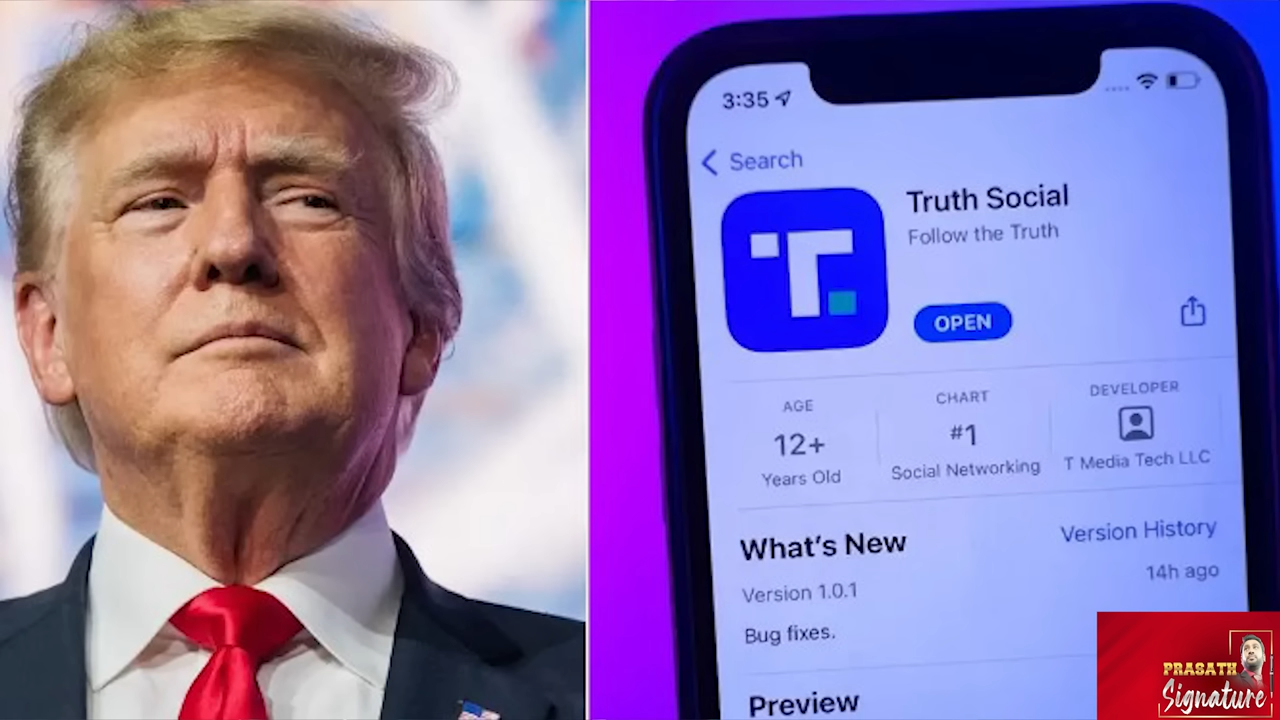 3:35
Search
Truth Social
Follow the Truth
OPEN
AGE
12+
Years Old
CHART
#1
Social Networking
DEVELOPER
T Media Tech LLC
What's New
Version History
Version 1.0.1
14h ago
Bug fixes.
Preview
PRASATH
Signature